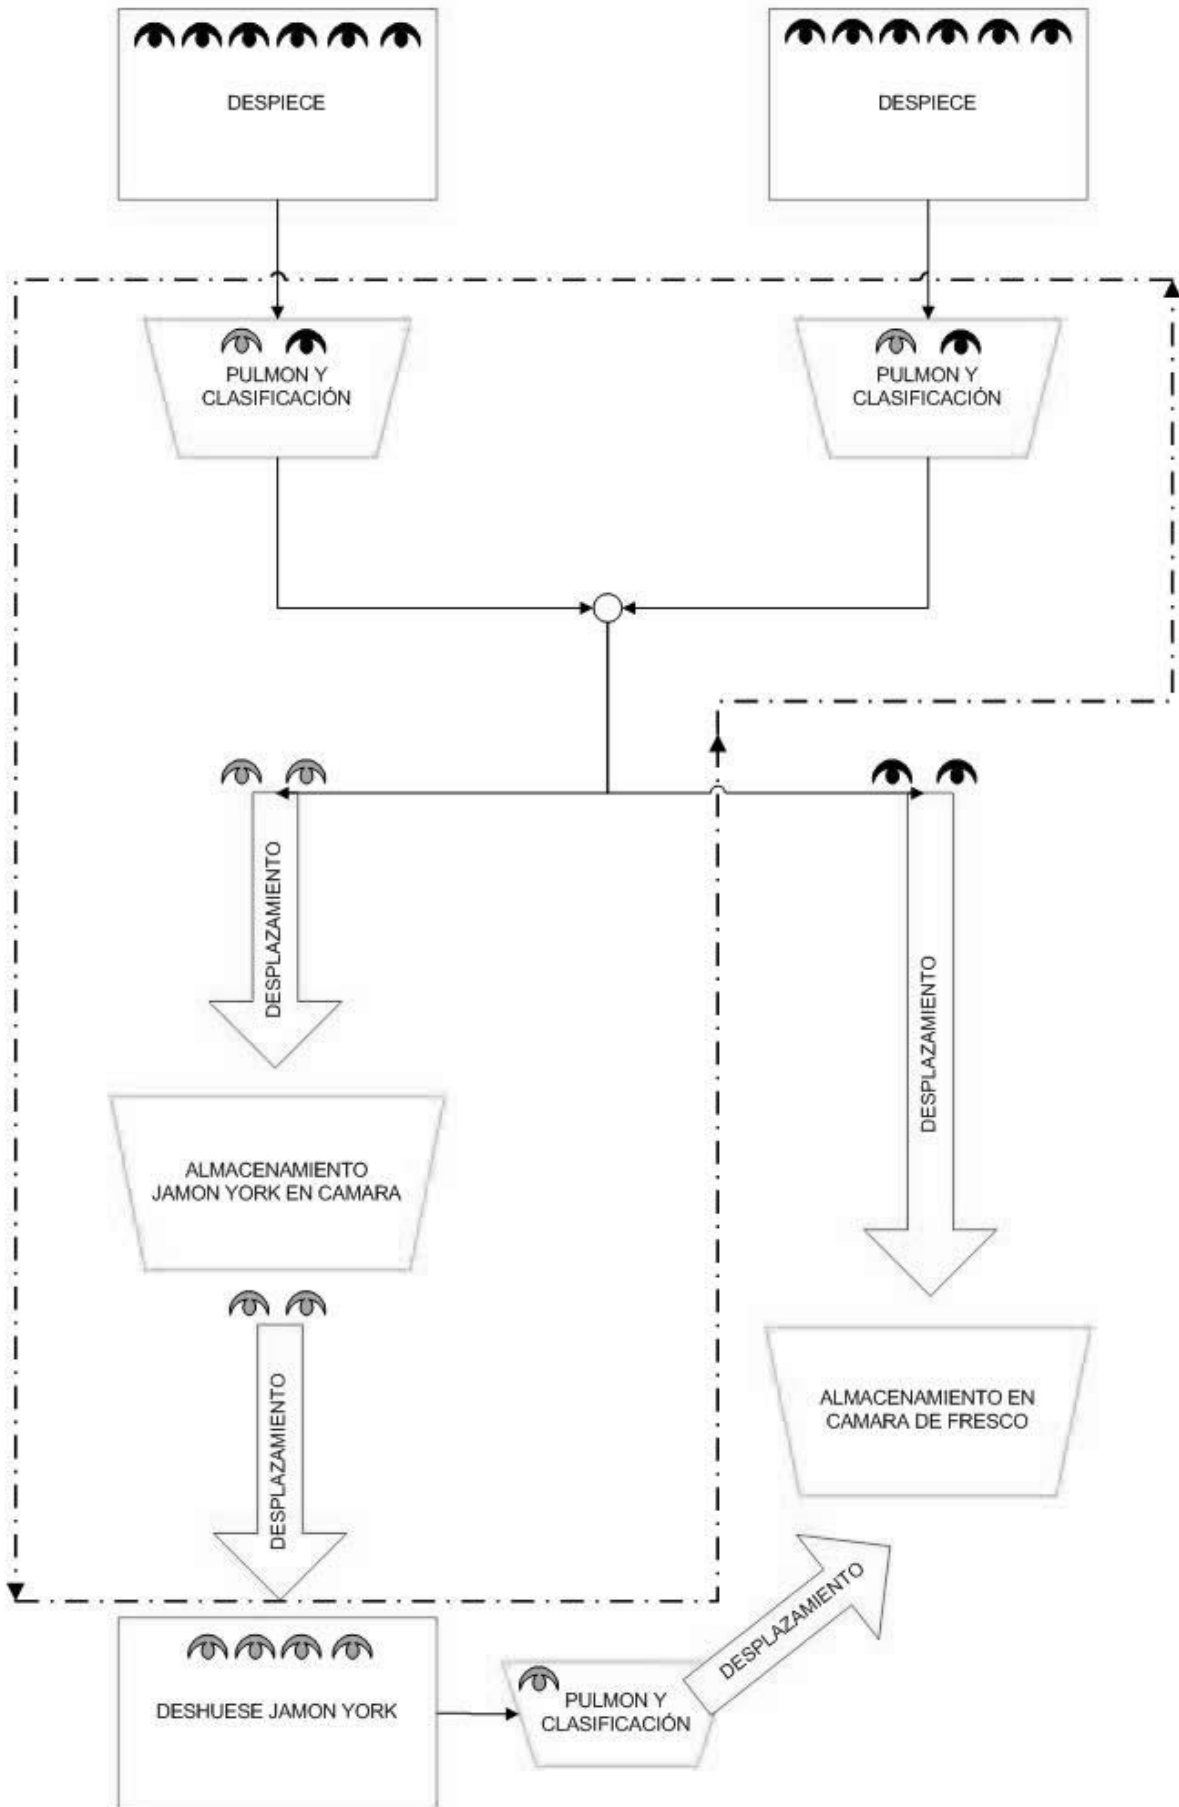 DESPIECE
DESPIECE
PULMON Y
CLASIFICACIÓN
PULMON Y
CLASIFICACIÓN
DESPLAZAMIENTO
DESPLAZAMIENTO
ALMACENAMIENTO
JAMON YORK EN CAMARA
DESPLAZAMIENTO
ALMACENAMIENTO EN
CAMARA DE FRESCO
DESHUESE JAMON YORK
PULMON Y
CLASIFICACIÓN
DESPLAZAMIENTO